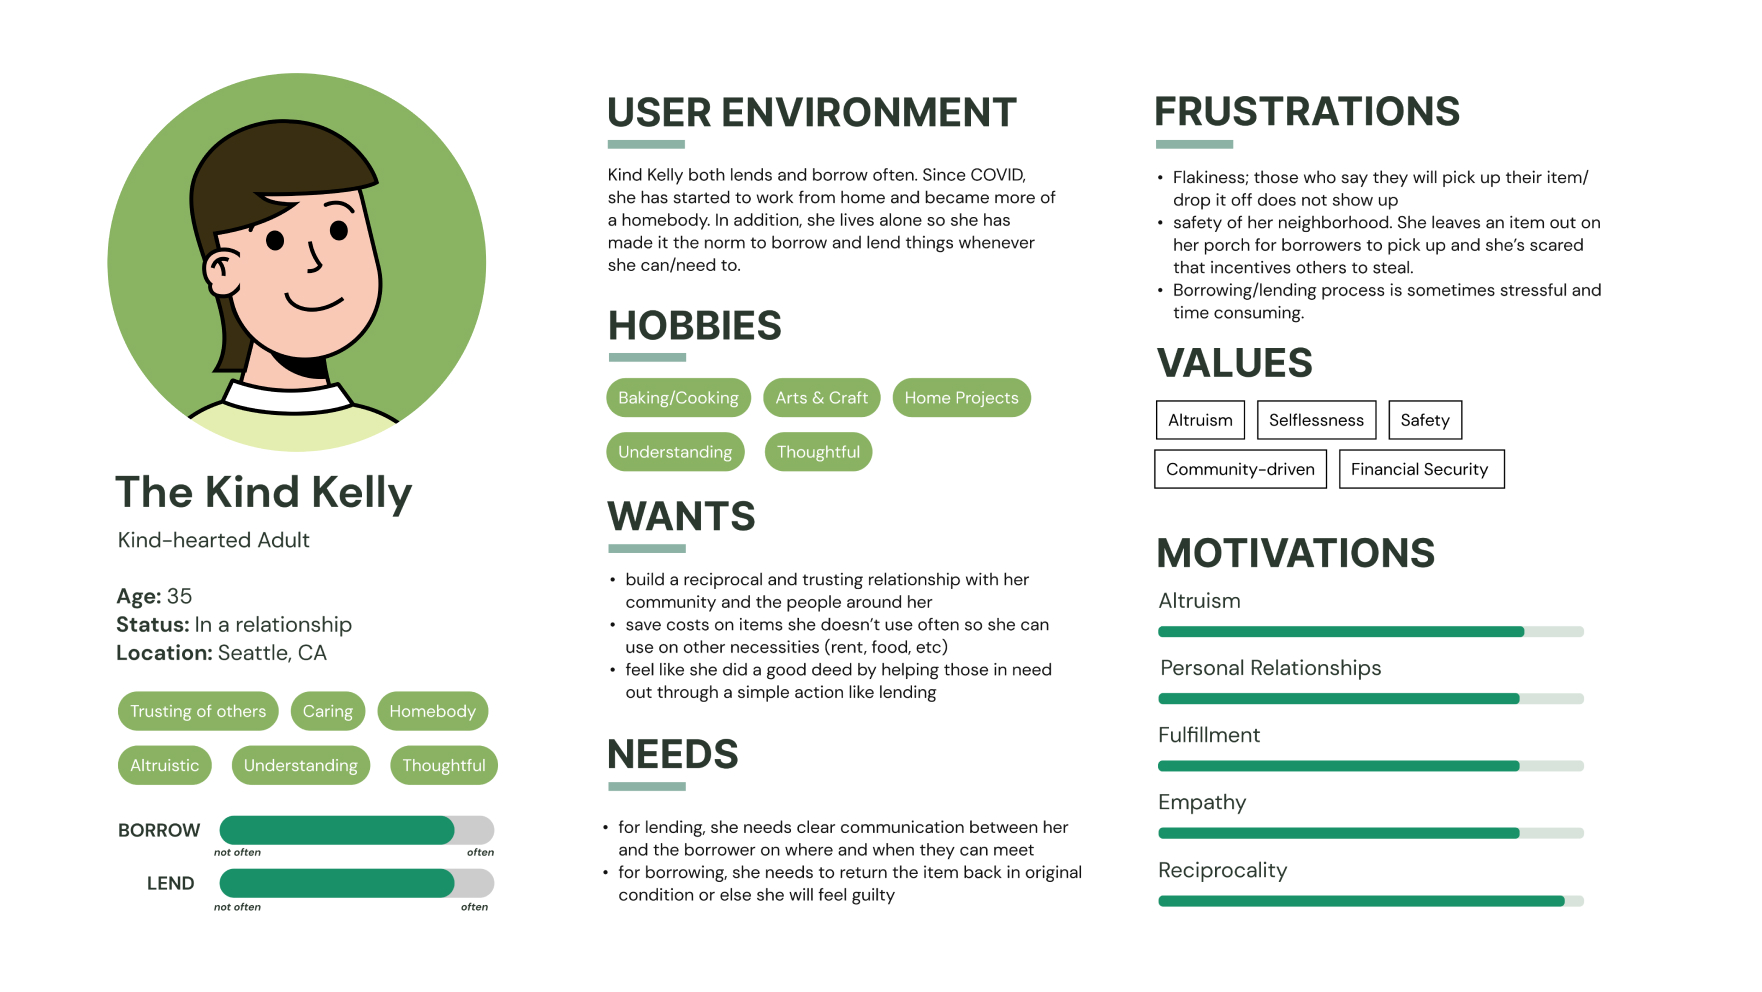 The Kind Kelly
Kind-hearted Adult
Age: 35
Status: In a relationship
Location: Seattle, CA
Trusting of others
Caring
Homebody
Altruistic
Understanding
Thoughtful
BORROW
not often
often
LEND
not often
often
USER ENVIRONMENT
Kind Kelly both lends and borrow often. Since COVID,
she has started to work from home and became more of
a homebody. In addition, she lives alone so she has
made it the norm to borrow and lend things whenever
she can/need to.
HOBBIES
Baking/Cooking
Arts & Craft
Home Projects
Understanding
Thoughtful
WANTS
• build a reciprocal and trusting relationship with her
community and the people around her
• save costs on items she doesn't use often so she can
use on other necessities (rent, food, etc)
• feel like she did a good deed by helping those in need
out through a simple action like lending
NEEDS
• for lending, she needs clear communication between her
and the borrower on where and when they can meet
• for borrowing, she needs to return the item back in original
condition or else she will feel guilty
FRUSTRATIONS
• Flakiness; those who say they will pick up their item/
drop it off does not show up
• safety of her neighborhood. She leaves an item out on
her porch for borrowers to pick up and she's scared
that incentives others to steal.
• Borrowing/lending process is sometimes stressful and
time consuming.
VALUES
Altruism
Selflessness
Safety
Community-driven
Financial Security
MOTIVATIONS
Altruism
Personal Relationships
Fulfillment
Empathy
Reciprocality